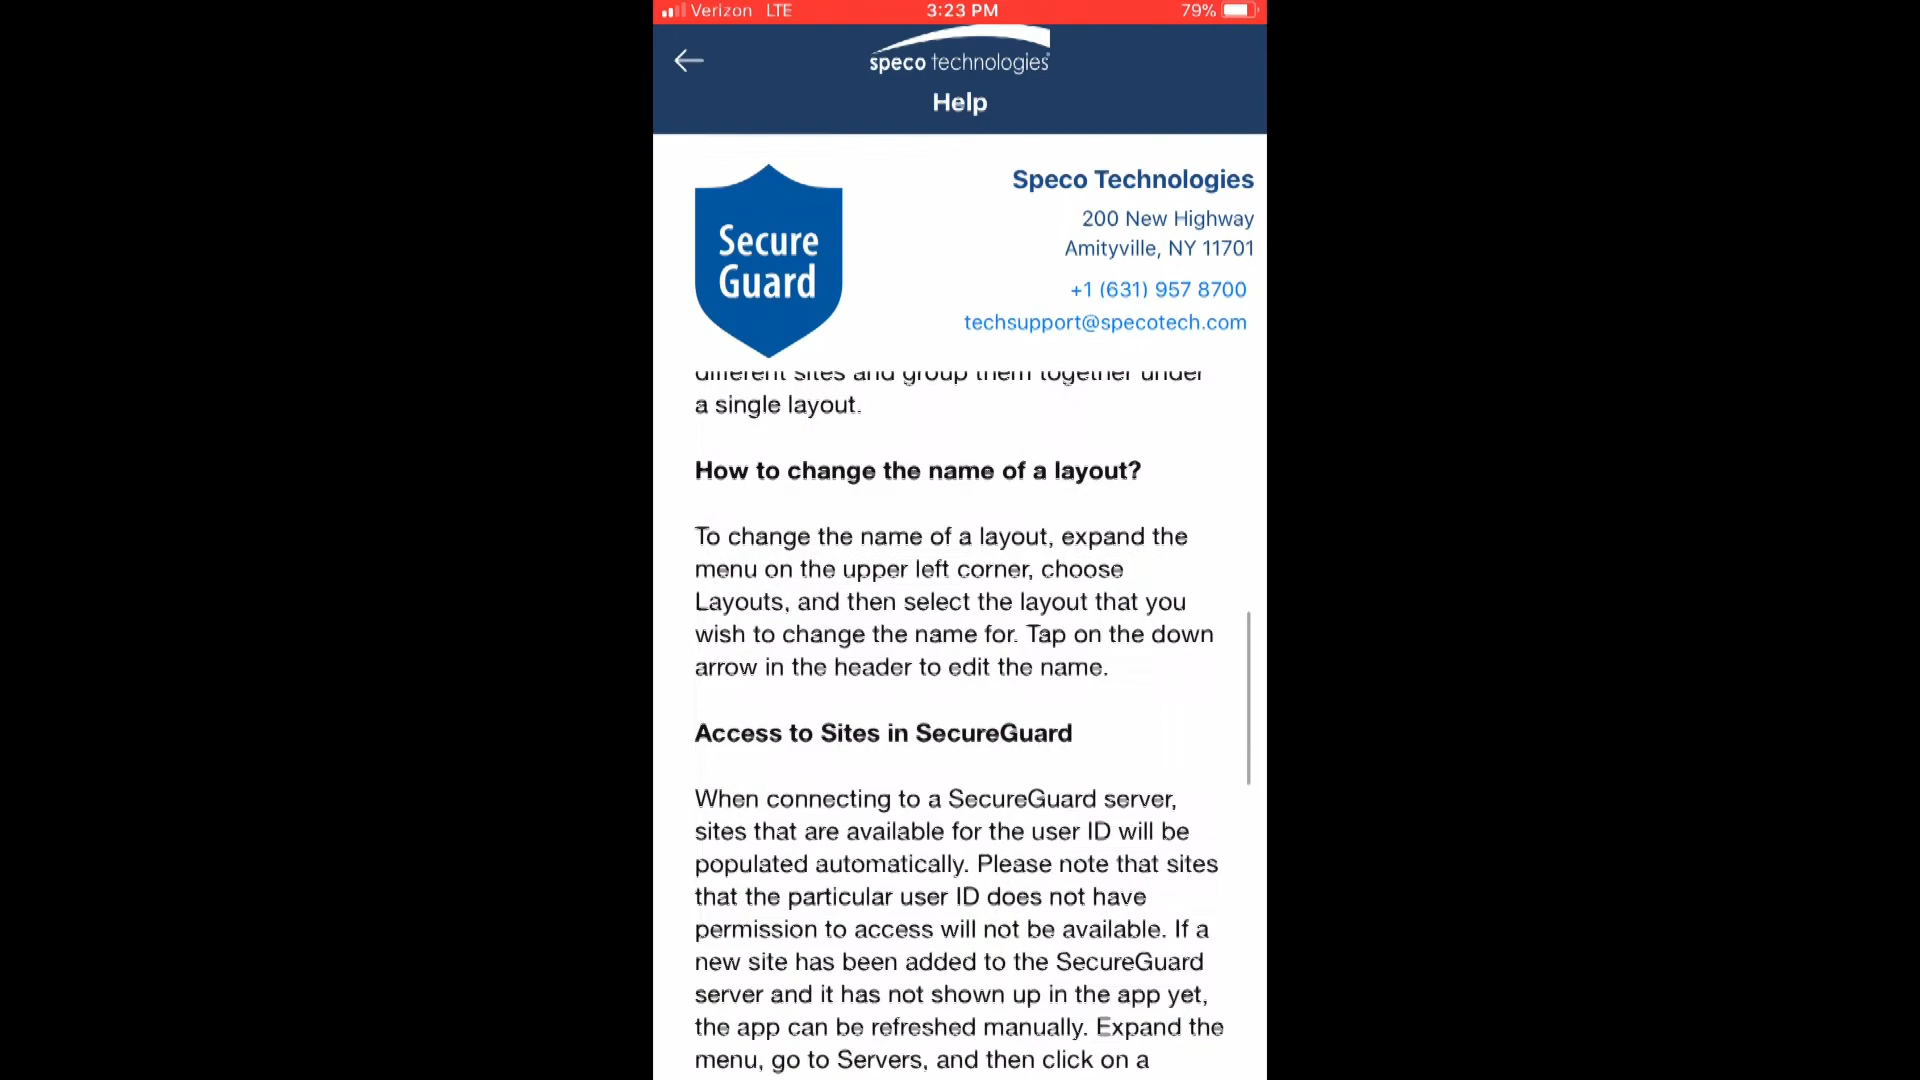 Verizon LTE 3:23 PM 79%
speco technologies
Help
Secure
Guard
Speco Technologies
200 New Highway
Amityville, NY 11701
+1 (631) 957 8700
techsupport@specotech.com
different sites and group them together under
a single layout.
How to change the name of a layout?
To change the name of a layout, expand the
menu on the upper left corner, choose
Layouts, and then select the layout that you
wish to change the name for. Tap on the down
arrow in the header to edit the name.
Access to Sites in SecureGuard
When connecting to a SecureGuard server,
sites that are available for the user ID will be
populated automatically. Please note that sites
that the particular user ID does not have
permission to access will not be available. If a
new site has been added to the SecureGuard
server and it has not shown up in the app yet,
the app can be refreshed manually. Expand the
menu, go to Servers, and then click on a